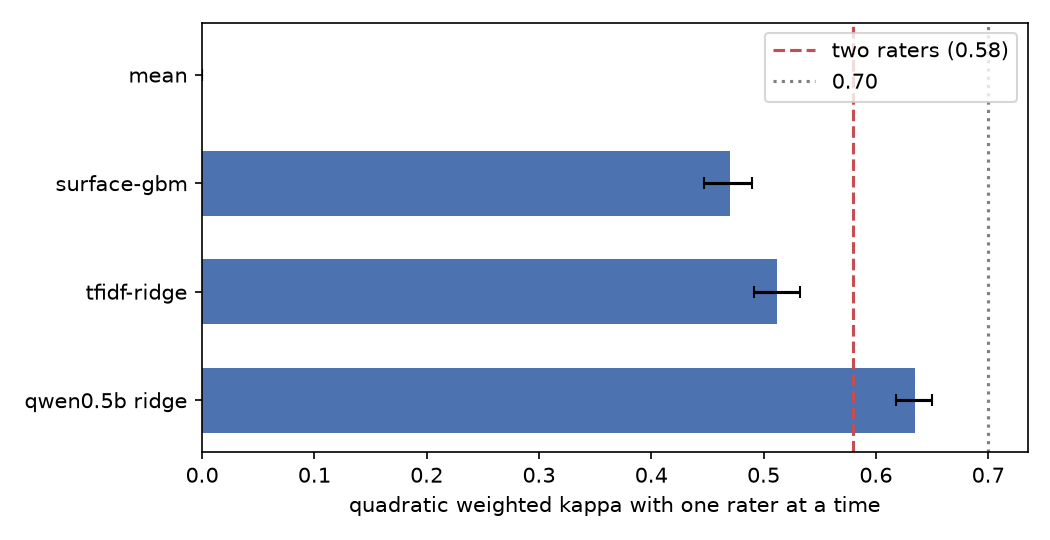 two raters (0.58)
0.70
mean
surface-gbm
tfidf-ridge
qwen0.5b ridge
0.0 0.1 0.2 0.3 0.4 0.5 0.6 0.7
quadratic weighted kappa with one rater at a time